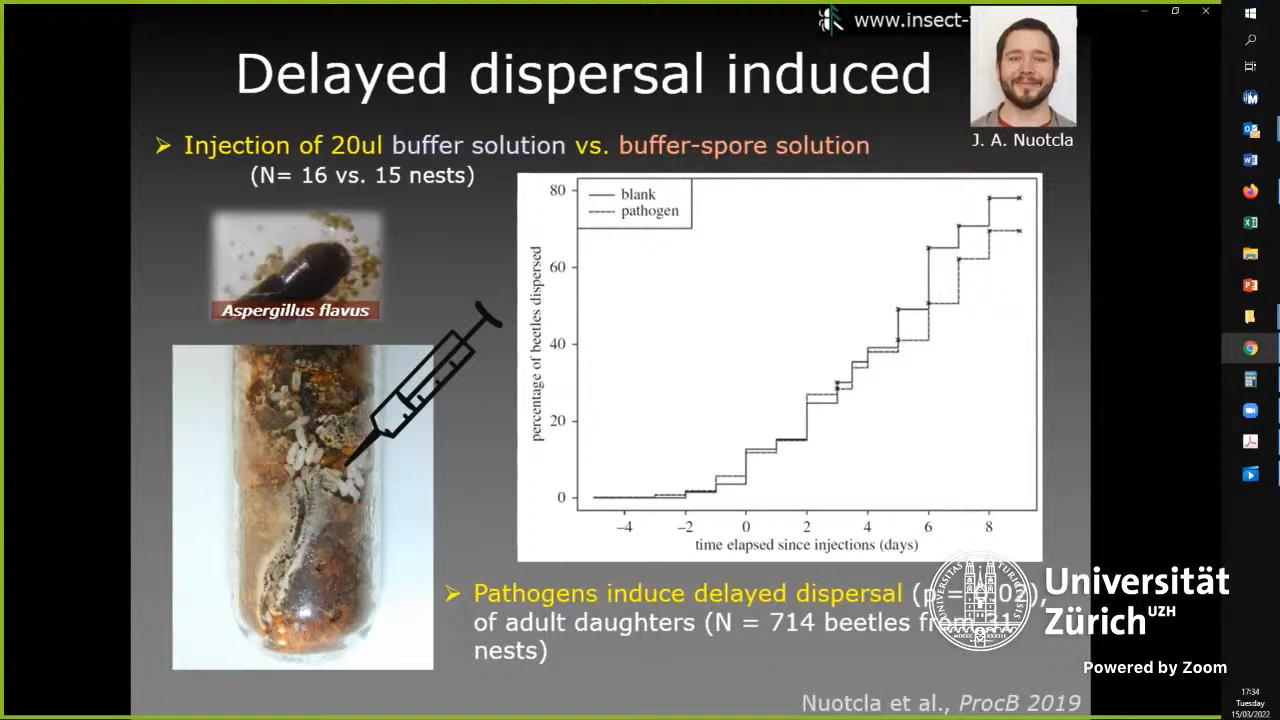 www.insect-
Delayed dispersal induced
J. A. Nuotcla
➢ Injection of 20ul buffer solution vs. buffer-spore solution
(N= 16 vs. 15 nests)
Aspergillus flavus
blank
pathogen
percentage of beetles dispersed
80
60
40
20
0
-4 -2 0 2 4 6 8
time elapsed since injections (days)
➢ Pathogens induce delayed dispersal (p =
of adult daughters (N = 714 beetles from 31
nests)
Nuotcla et al., ProcB 2019
Universität
Zürich UZH
Powered by Zoom
17:34
Tuesday
15/03/2022